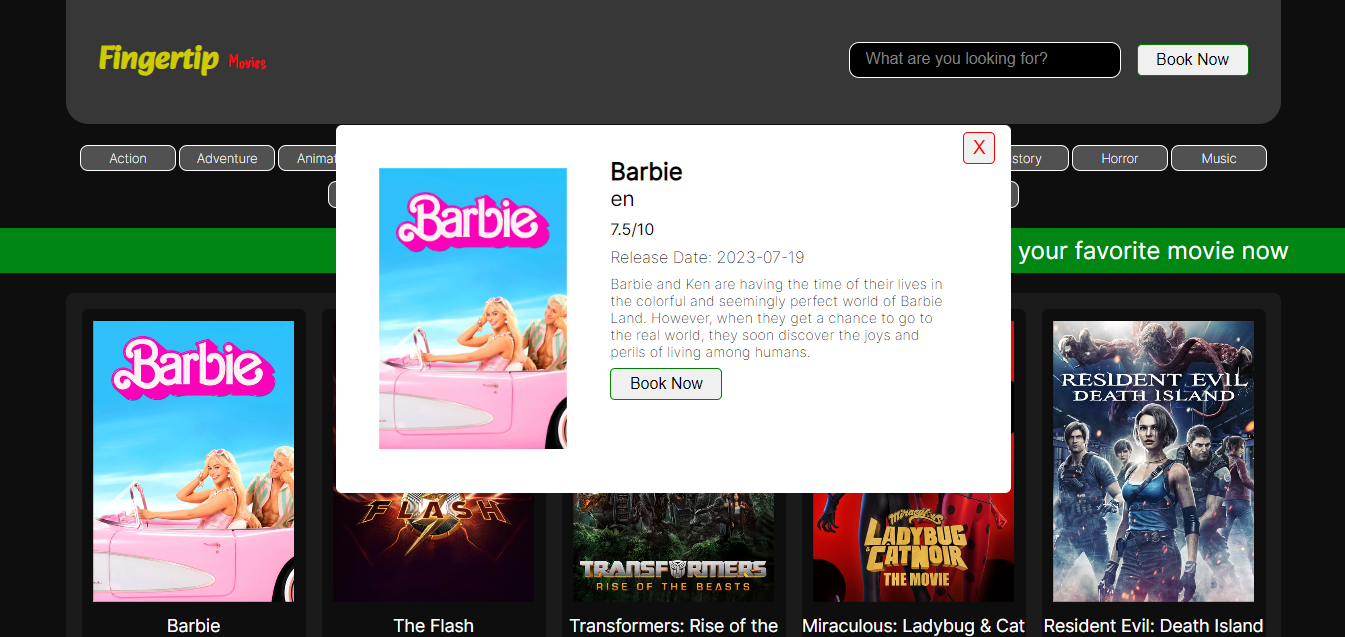 Fingertip Movies
What are you looking for?
Book Now
Action
Adventure
Animat
story
Horror
Music
your favorite movie now
X
Barbie
Barbie
en
7.5/10
Release Date: 2023-07-19
Barbie and Ken are having the time of their lives in
the colorful and seemingly perfect world of Barbie
Land. However, when they get a chance to go to
the real world, they soon discover the joys and
perils of living among humans.
Book Now
Barbie
FLASH
TRANSFORMERS
RISE OF THE BEASTS
Miraculous
LADYBUG
& CAT NOIR
THE MOVIE
RESIDENT EVIL
DEATH ISLAND
Barbie
The Flash
Transformers: Rise of the
Miraculous: Ladybug & Cat
Resident Evil: Death Island